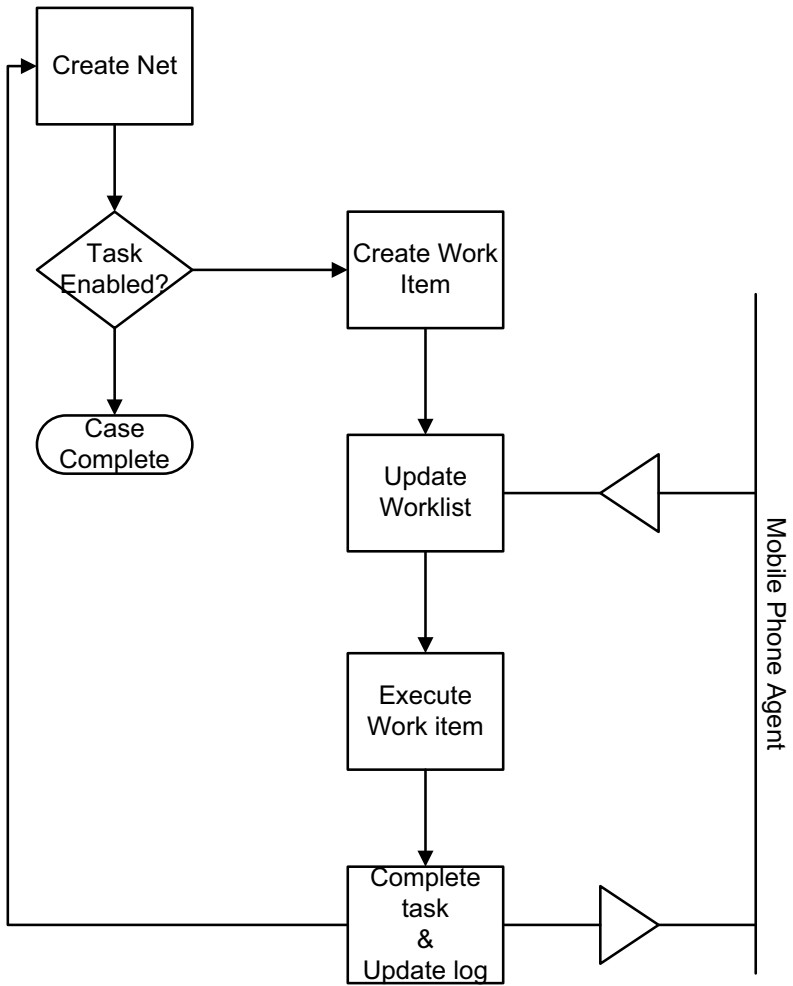 Create Net
Task
Enabled?
Create Work
Item
Case
Complete
Update
Worklist
Mobile Phone Agent
Execute
Work item
Complete
task
&
Update log